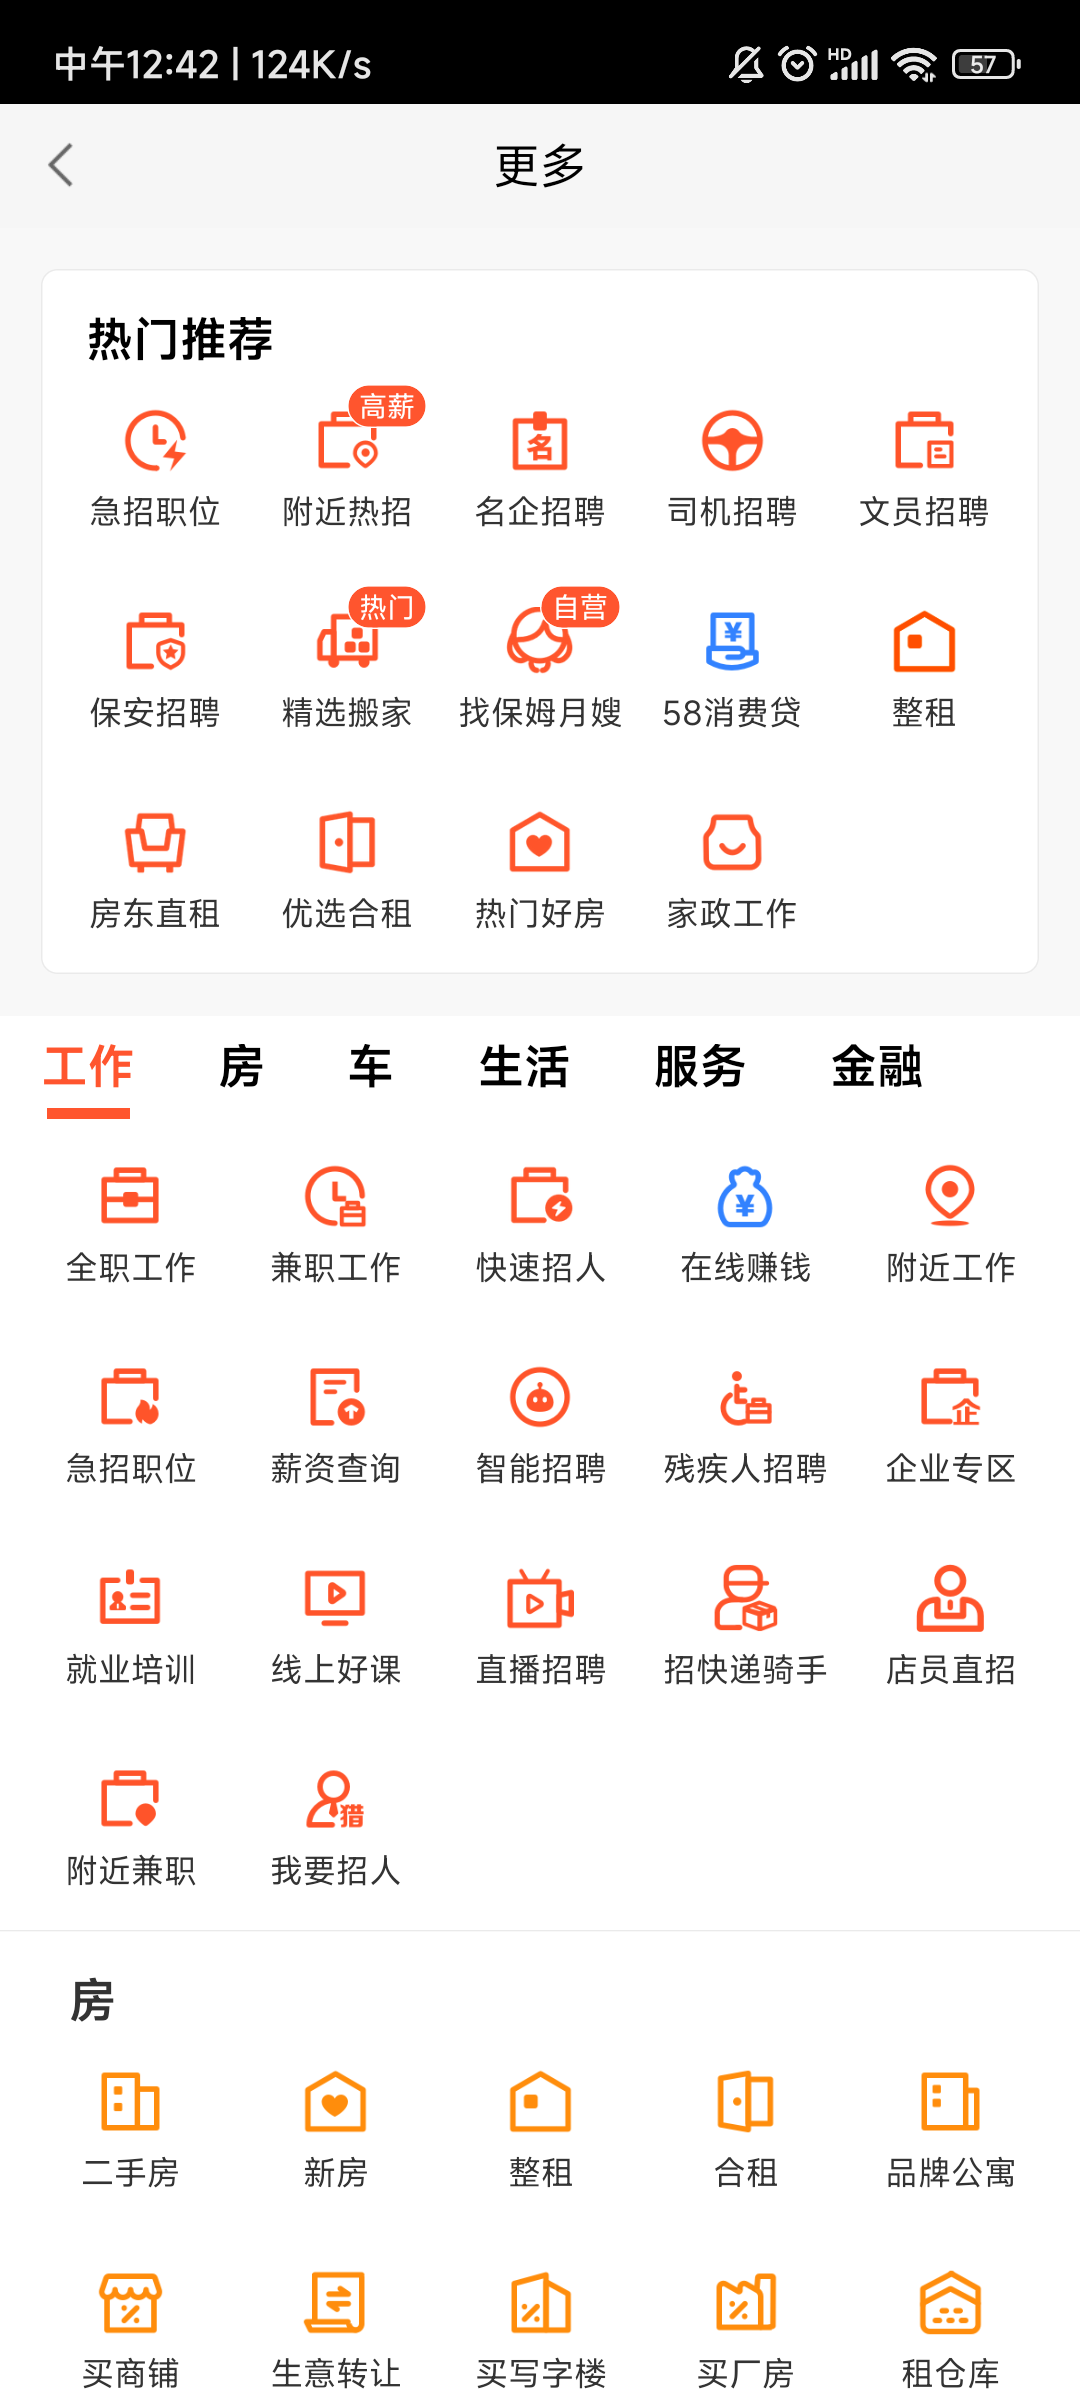 中午12:42 | 124K/s
HD
57
更多
热门推荐
高薪
名
急招职位 附近热招 名企招聘 司机招聘 文员招聘
热门 自营
¥
保安招聘 精选搬家 找保姆月嫂 58消费贷 整租
房东直租 优选合租 热门好房 家政工作
工作 房 车 生活 服务 金融
¥
全职工作 兼职工作 快速招人 在线赚钱 附近工作
企
急招职位 薪资查询 智能招聘 残疾人招聘 企业专区
就业培训 线上好课 直播招聘 招快递骑手 店员直招
猎
附近兼职 我要招人
房
二手房 新房 整租 合租 品牌公寓
买商铺 生意转让 买写字楼 买厂房 租仓库